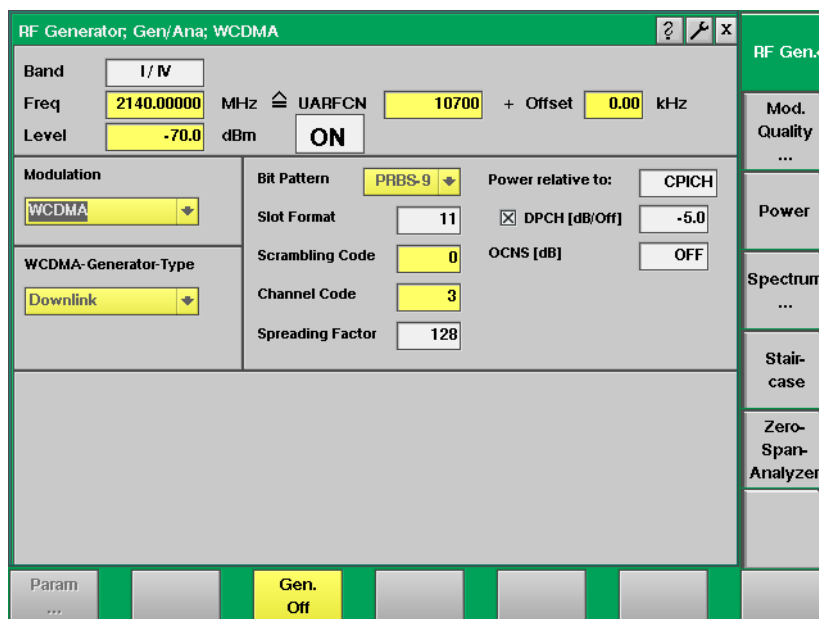 RF Generator; Gen/Ana; WCDMA ? x
Band I / IV
Freq 2140.00000 MHz ≙ UARFCN 10700 + Offset 0.00 kHz
Level -70.0 dBm ON
Modulation
WCDMA
WCDMA-Generator-Type
Downlink
Bit Pattern PRBS-9
Slot Format 11
Scrambling Code 0
Channel Code 3
Spreading Factor 128
Power relative to: CPICH
DPCH [dB/Off] -5.0
OCNS [dB] OFF
RF Gen.
Mod.
Quality
...
Power
Spectrum
...
Stair-
case
Zero-
Span-
Analyzer
Param
...
Gen.
Off